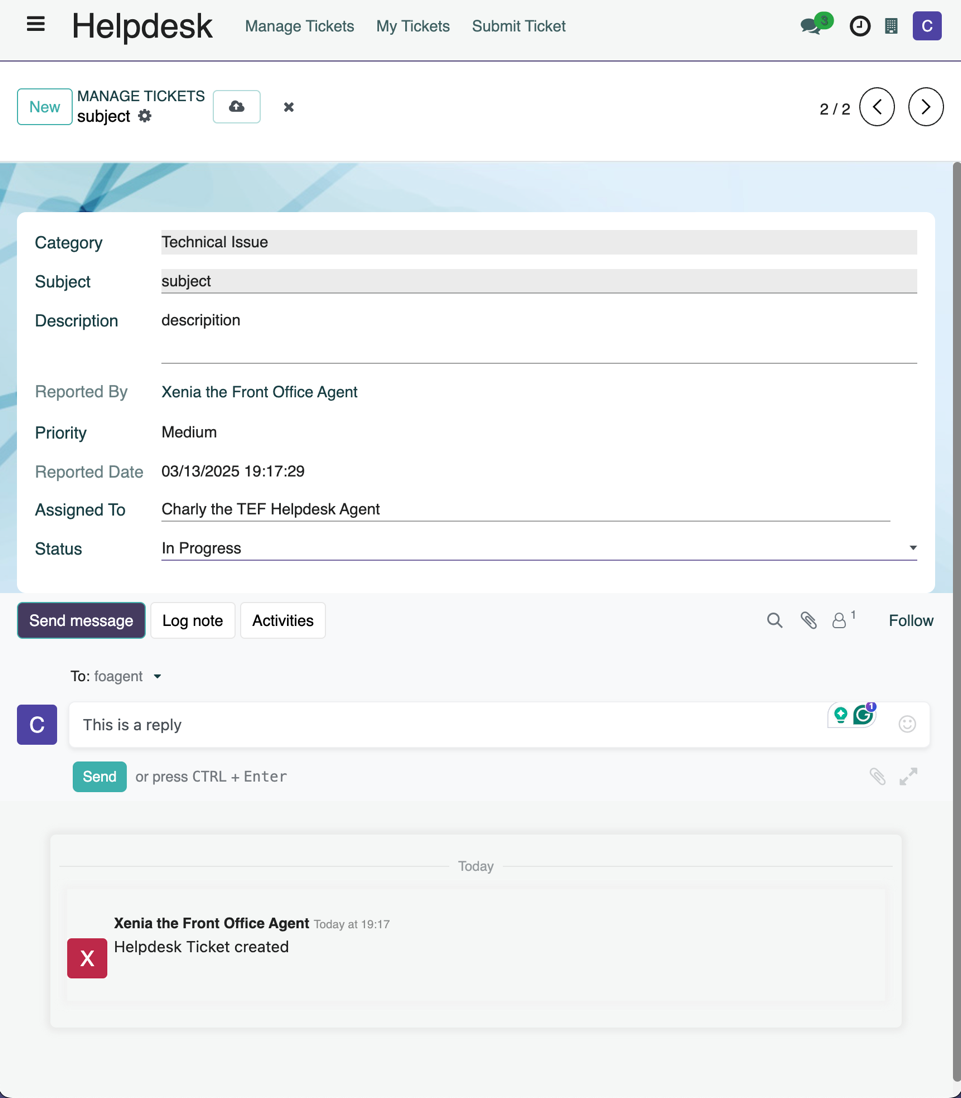 Helpdesk Manage Tickets My Tickets Submit Ticket 3 C
New MANAGE TICKETS
subject
2 / 2
Category Technical Issue
Subject subject
Description descripition
Reported By Xenia the Front Office Agent
Priority Medium
Reported Date 03/13/2025 19:17:29
Assigned To Charly the TEF Helpdesk Agent
Status In Progress
Send message Log note Activities 1 Follow
To: foagent
C This is a reply 1
Send or press CTRL + Enter
Today
Xenia the Front Office Agent Today at 19:17
X Helpdesk Ticket created